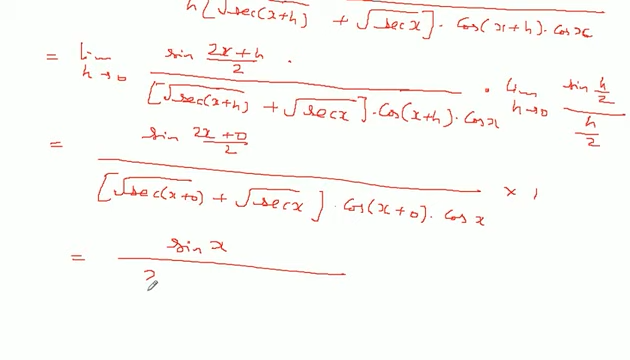 h[√sec(x+h) + √sec x] . cos(x+h) . cos x
= lim h→0 sin (2x+h)/2 . / [√sec(x+h) + √sec x] . cos(x+h) . cos x . lim h→0 sin h/2 / h/2
= sin (2x+0)/2 / [√sec(x+0) + √sec x] . cos(x+0) . cos x × 1
= sin x / 2